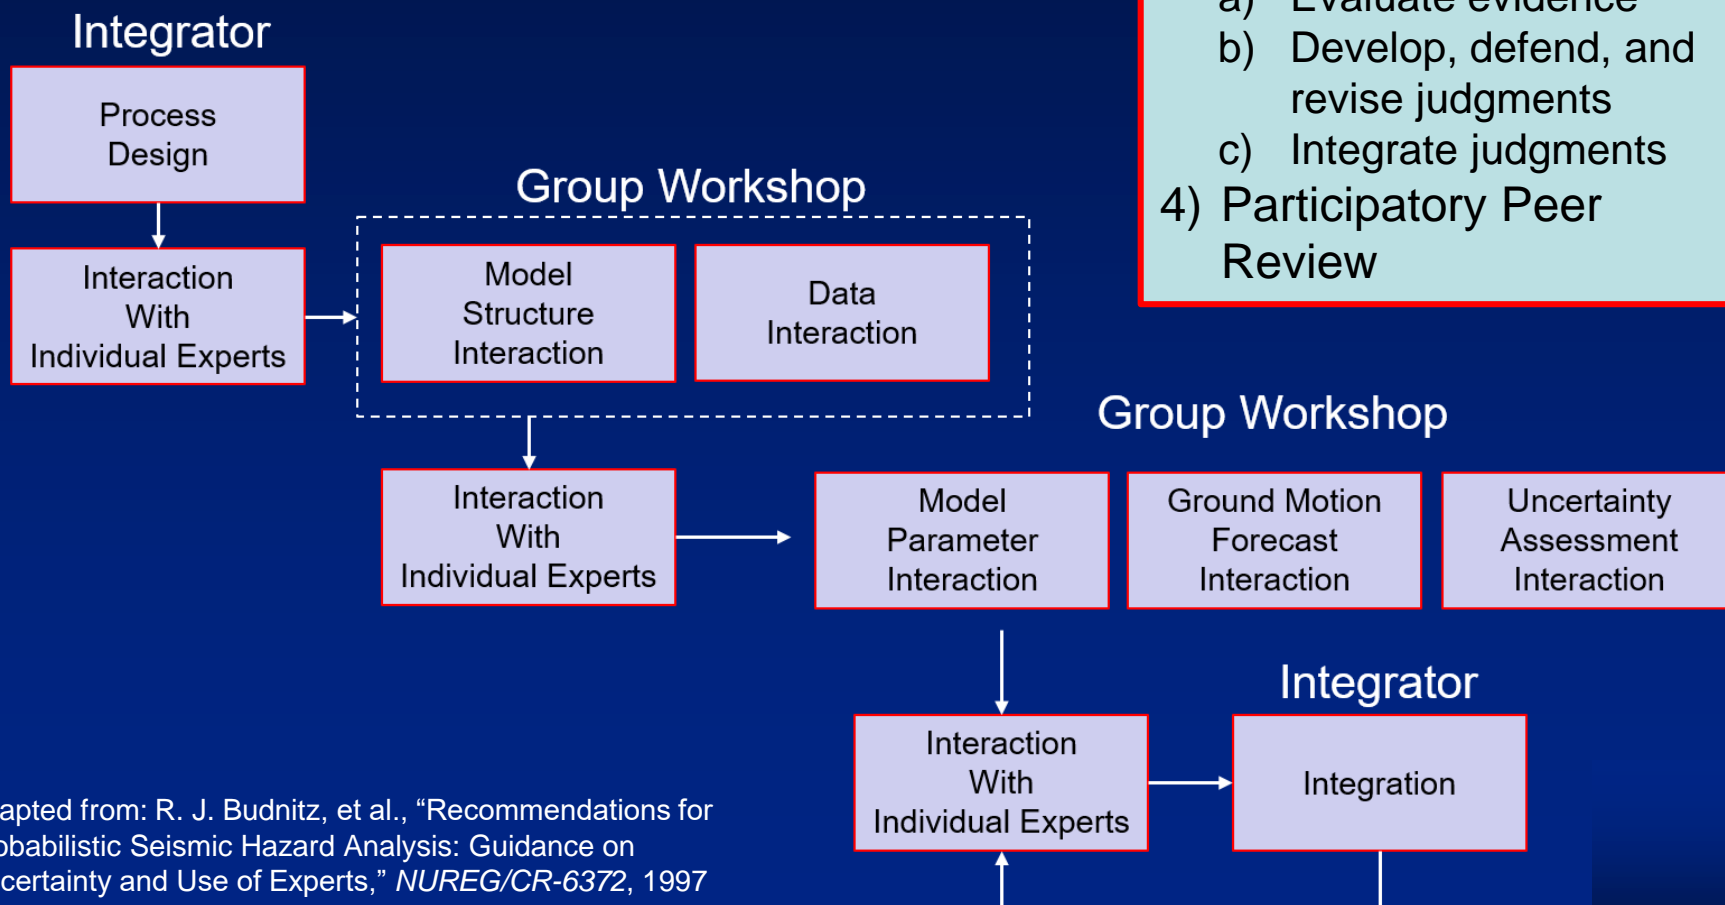 Integrator
Process
Design
Interaction
With
Individual Experts
Group Workshop
Model
Structure
Interaction
Data
Interaction
a) Evaluate evidence
b) Develop, defend, and
revise judgments
c) Integrate judgments
4) Participatory Peer
Review
Interaction
With
Individual Experts
Group Workshop
Model
Parameter
Interaction
Ground Motion
Forecast
Interaction
Uncertainty
Assessment
Interaction
Interaction
With
Individual Experts
Integrator
Integration
apted from: R. J. Budnitz, et al., “Recommendations for
obabilistic Seismic Hazard Analysis: Guidance on
certainty and Use of Experts,” NUREG/CR-6372, 1997